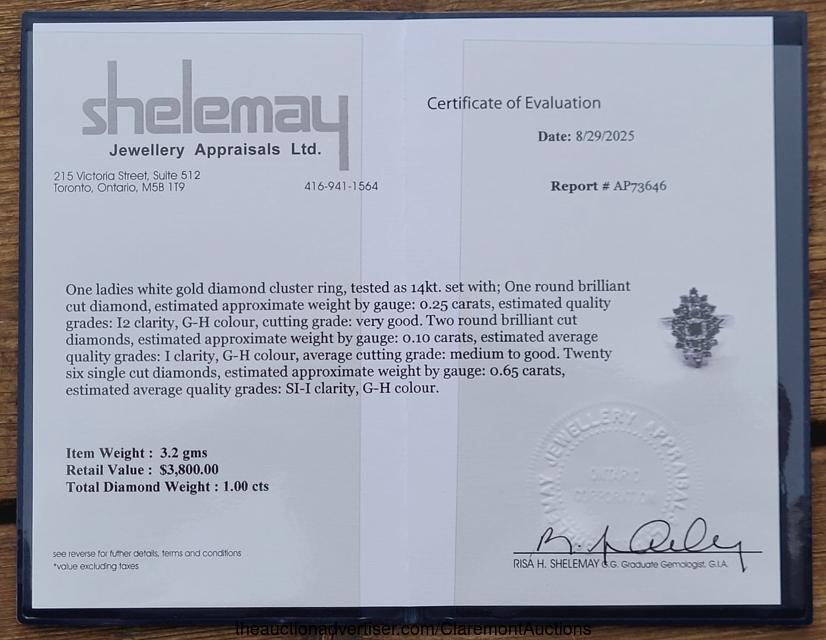 shelemay
Jewellery Appraisals Ltd.
215 Victoria Street, Suite 512
Toronto, Ontario, M5B 1T9
416-941-1564
Certificate of Evaluation
Date: 8/29/2025
Report # AP73646
One ladies white gold diamond cluster ring, tested as 14kt. set with; One round brilliant
cut diamond, estimated approximate weight by gauge: 0.25 carats, estimated quality
grades: I2 clarity, G-H colour, cutting grade: very good. Two round brilliant cut
diamonds, estimated approximate weight by gauge: 0.10 carats, estimated average
quality grades: I clarity, G-H colour, average cutting grade: medium to good. Twenty
six single cut diamonds, estimated approximate weight by gauge: 0.65 carats,
estimated average quality grades: SI-I clarity, G-H colour.
Item Weight : 3.2 gms
Retail Value : $3,800.00
Total Diamond Weight : 1.00 cts
JEWELLERY APPRAISAL
ONTARIO
CORPORATION
see reverse for futher details, terms and conditions
*value excluding taxes
RISA H. SHELEMAY G.G. Graduate Gemologist, G.I.A.
theauctionadvertiser.com/ClaremontAuctions